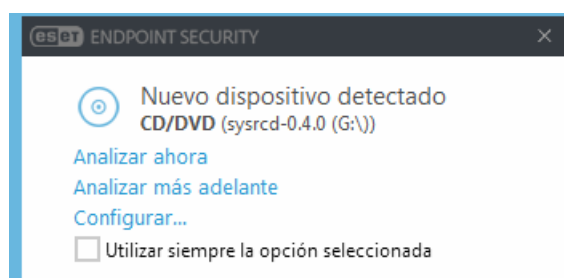 eset ENDPOINT SECURITY
Nuevo dispositivo detectado
CD/DVD (sysrcd-0.4.0 (G:\))
Analizar ahora
Analizar más adelante
Configurar...
Utilizar siempre la opción seleccionada